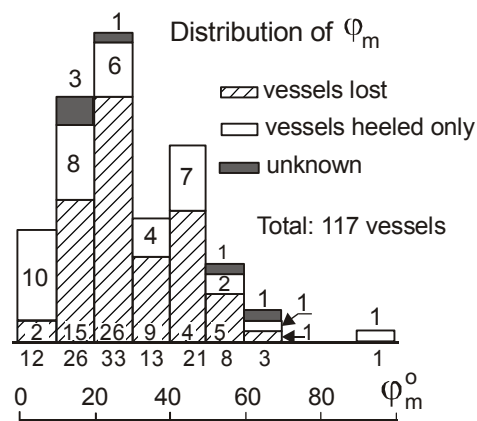 1
Distribution of φm
3
6
vessels lost
8
vessels heeled only
7
unknown
10
4
Total: 117 vessels
1
2
1
1
1
1
2 15 26 9 4 5
12 26 33 13 21 8 3 1
φm°
0 20 40 60 80